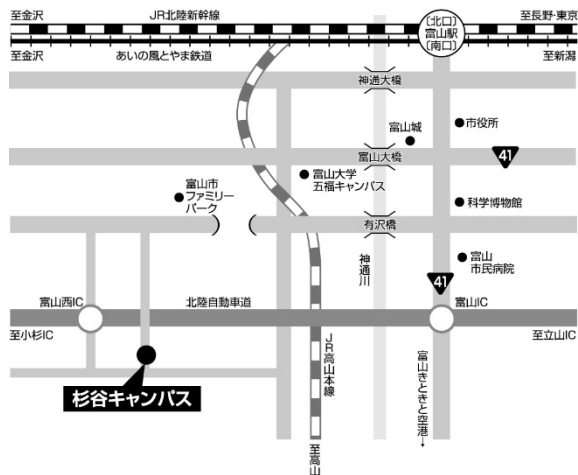 至金沢
JR北陸新幹線
〔北口〕
富山駅
〔南口〕
至長野・東京
至金沢
あいの風とやま鉄道
至新潟
神通大橋
富山城
市役所
富山大橋
41
富山大学
五福キャンパス
富山市
ファミリー
パーク
科学博物館
有沢橋
神通川
富山
市民病院
41
富山西IC
北陸自動車道
富山IC
至小杉IC
至立山IC
JR高山本線
富山きときと空港→
杉谷キャンパス
至高山